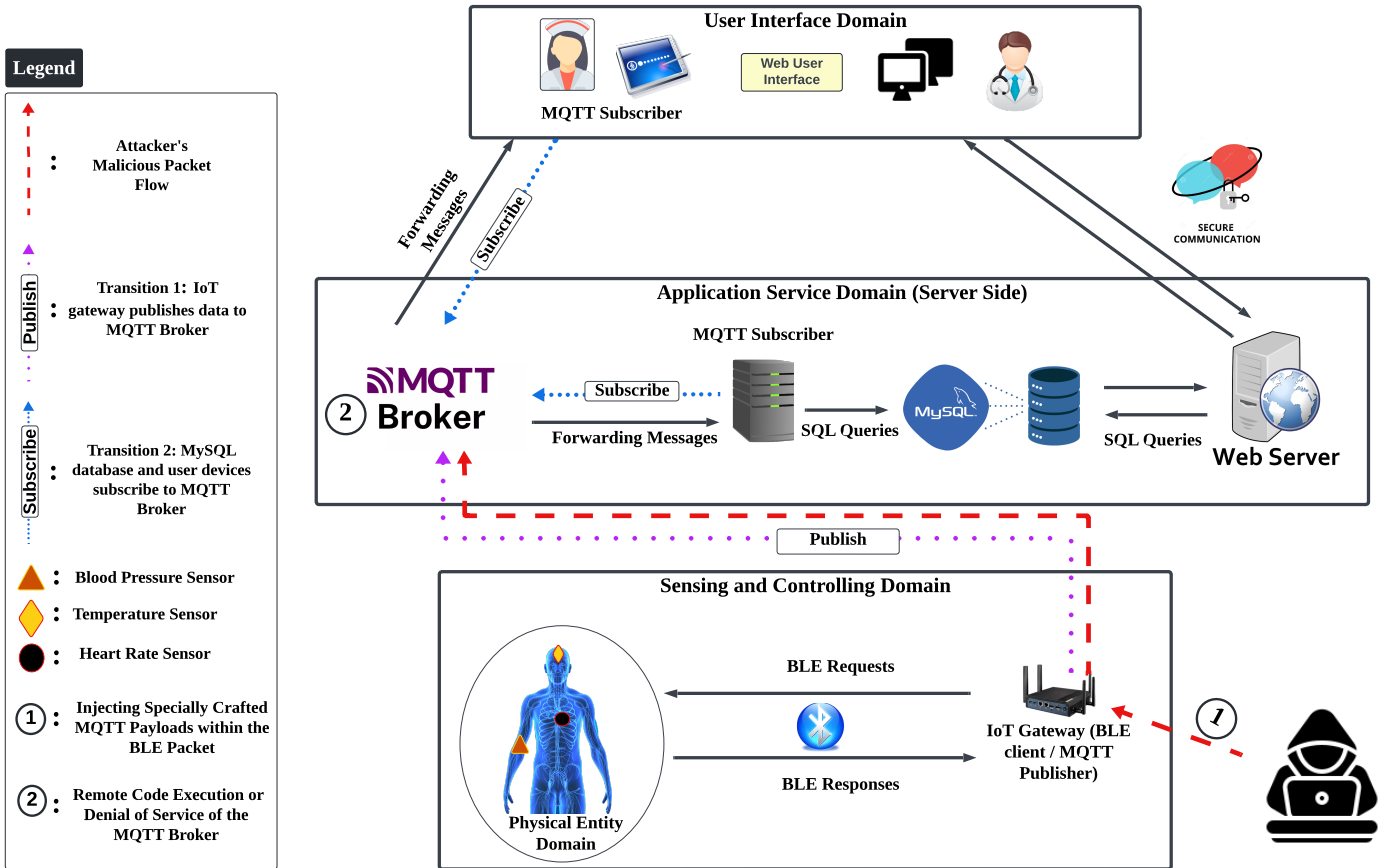 User Interface Domain
MQTT Subscriber
Web User
Interface
Legend
:
Attacker's
Malicious Packet
Flow
Publish
:
Transition 1: IoT
gateway publishes data to
MQTT Broker
Subscribe
:
Transition 2: MySQL
database and user devices
subscribe to MQTT
Broker
:
Blood Pressure Sensor
:
Temperature Sensor
:
Heart Rate Sensor
1
:
Injecting Specially Crafted
MQTT Payloads within the
BLE Packet
2
:
Remote Code Execution or
Denial of Service of the
MQTT Broker
Forwarding
Messages
Subscribe
SECURE
COMMUNICATION
Application Service Domain (Server Side)
MQTT Subscriber
2
MQTT
Broker
Subscribe
Forwarding Messages
SQL Queries
MySQL
SQL Queries
Web Server
Publish
Sensing and Controlling Domain
Physical Entity
Domain
BLE Requests
BLE Responses
IoT Gateway (BLE
client / MQTT
Publisher)
1